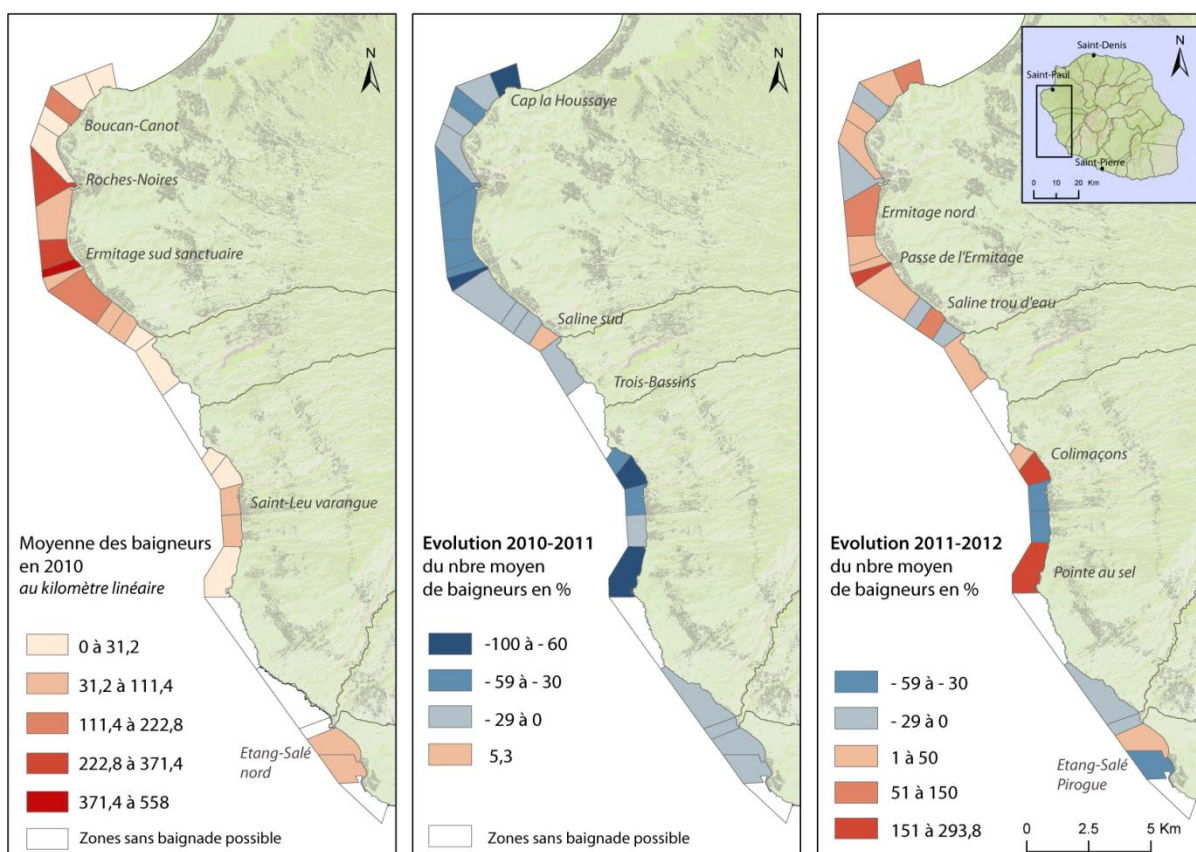 N
Boucan-Canot
Roches-Noires
Ermitage sud sanctuaire
Saint-Leu varangue
Moyenne des baigneurs
en 2010
au kilomètre linéaire
0 à 31,2
31,2 à 111,4
111,4 à 222,8
222,8 à 371,4
371,4 à 558
Zones sans baignade possible
Etang-Salé
nord
N
Cap la Houssaye
Saline sud
Trois-Bassins
Evolution 2010-2011
du nbre moyen
de baigneurs en %
-100 à - 60
- 59 à - 30
- 29 à 0
5,3
Zones sans baignade possible
N
Saint-Denis
Saint-Paul
Saint-Pierre
0 10 20 Km
Ermitage nord
Passe de l'Ermitage
Saline trou d'eau
Colimaçons
Pointe au sel
Evolution 2011-2012
du nbre moyen
de baigneurs en %
- 59 à - 30
- 29 à 0
1 à 50
51 à 150
151 à 293,8
Etang-Salé
Pirogue
0 2.5 5 Km